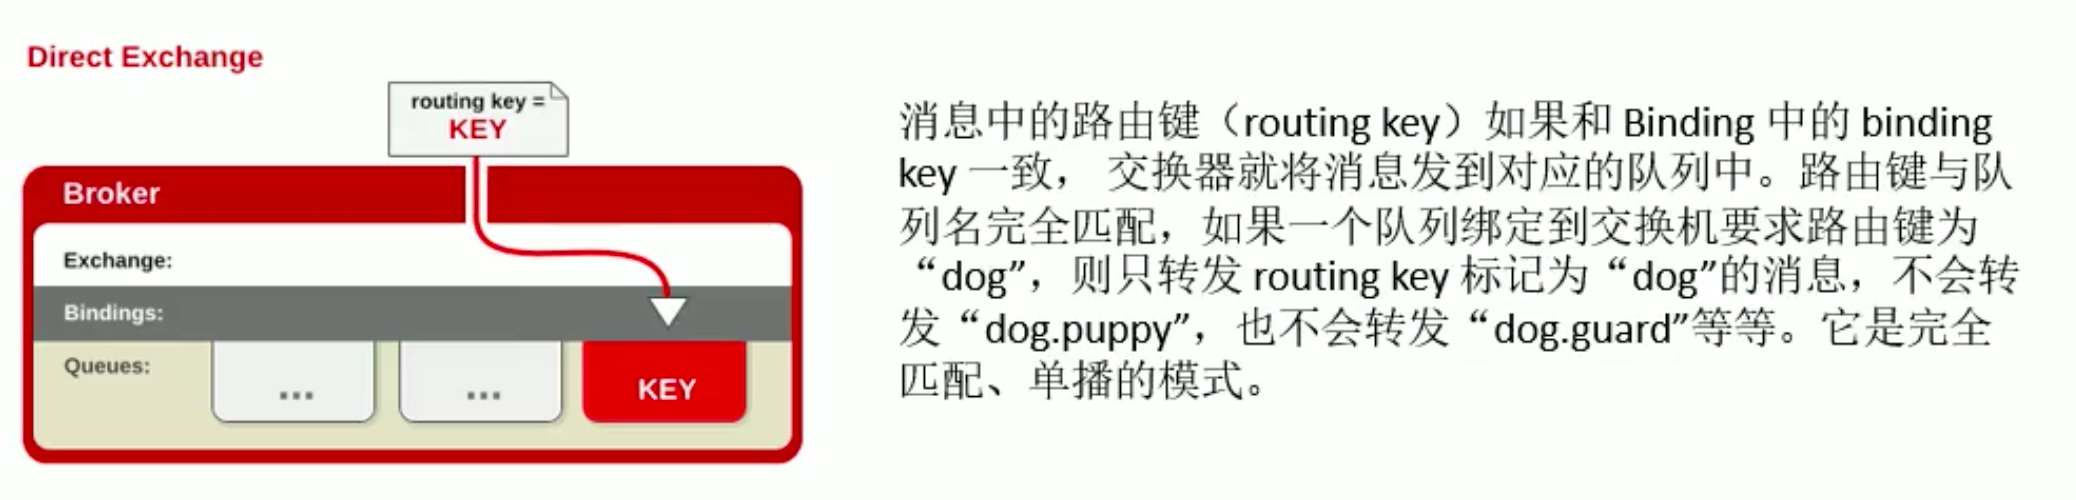 Direct Exchange
routing key =
KEY
Broker
Exchange:
Bindings:
Queues:
...
...
KEY
消息中的路由键（routing key）如果和 Binding 中的 binding
key 一致， 交换器就将消息发到对应的队列中。路由键与队
列名完全匹配，如果一个队列绑定到交换机要求路由键为
“dog”，则只转发 routing key 标记为“dog”的消息，不会转
发“dog.puppy”，也不会转发“dog.guard”等等。它是完全
匹配、单播的模式。